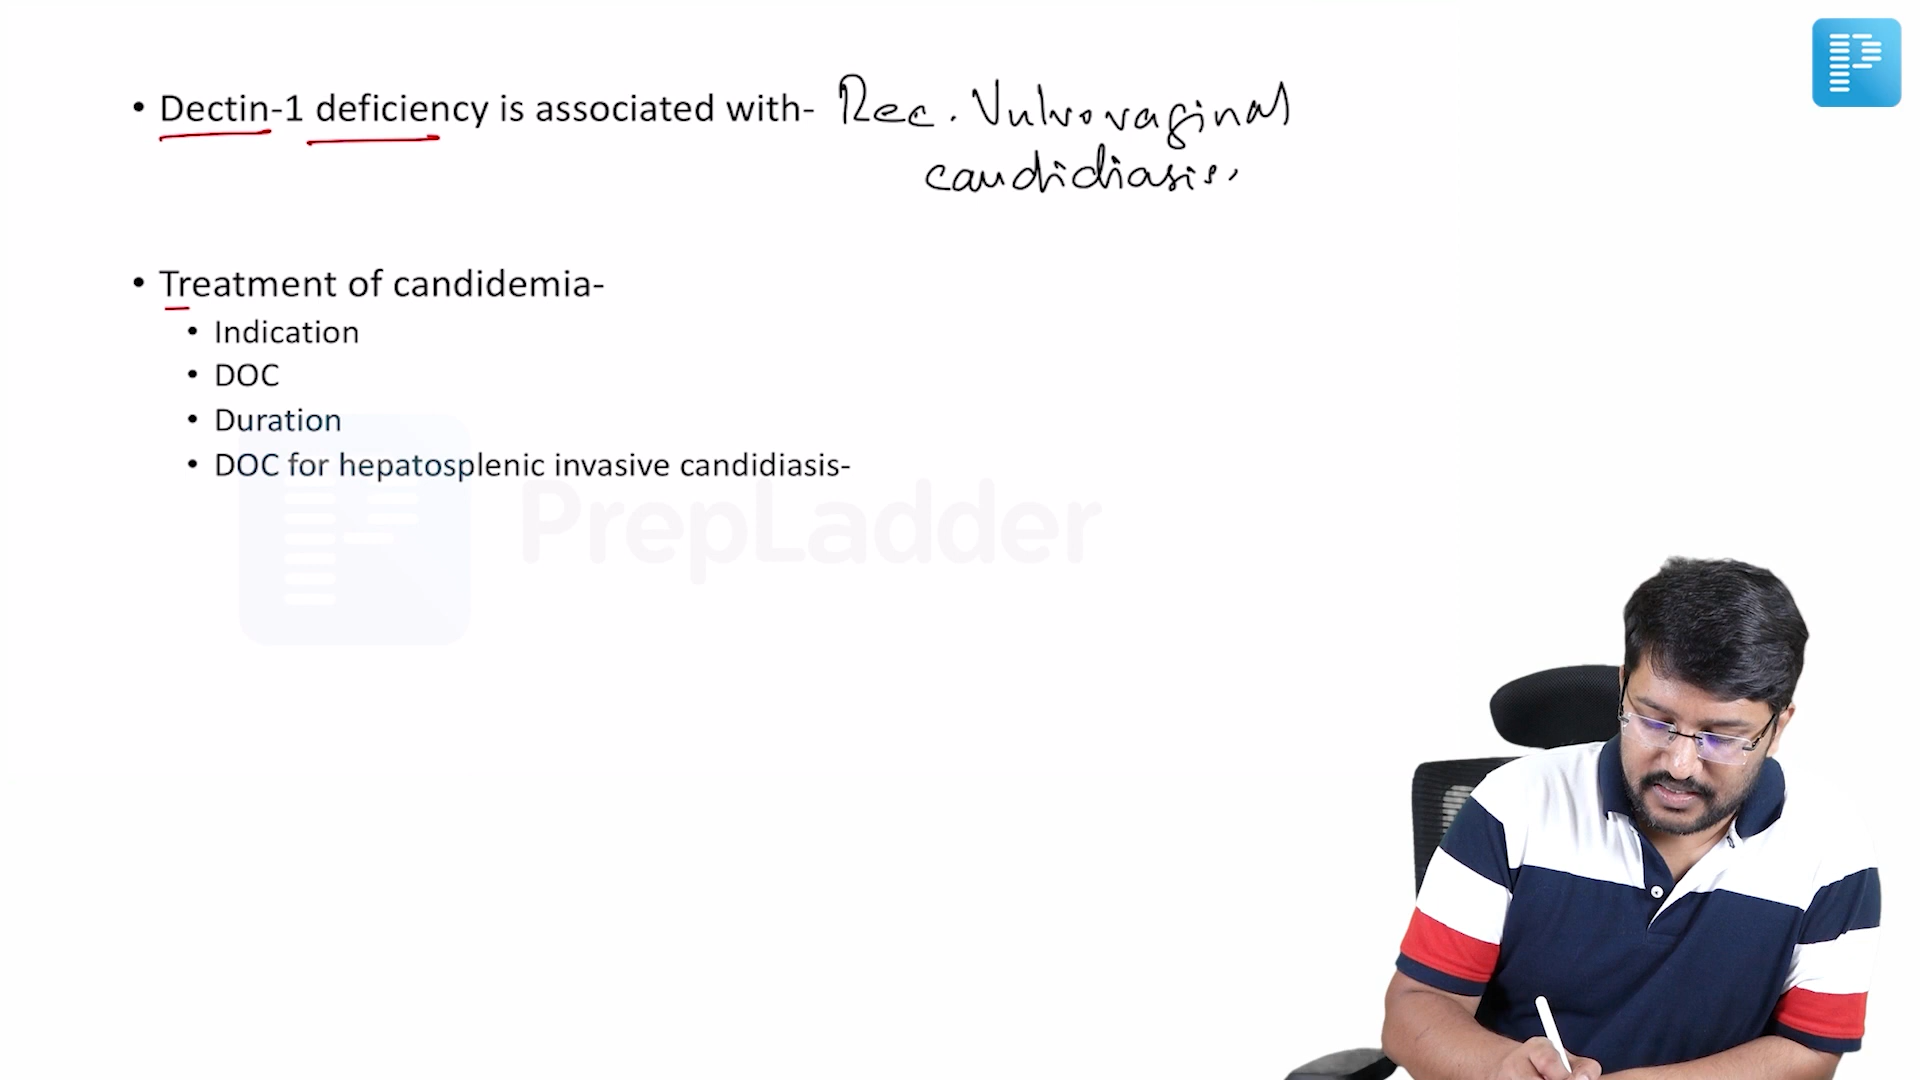 • Dectin-1 deficiency is associated with- Rec. Vulvovaginal
candidiasis.
• Treatment of candidemia-
• Indication
• DOC
• Duration
• DOC for hepatosplenic invasive candidiasis-
PrepLadder